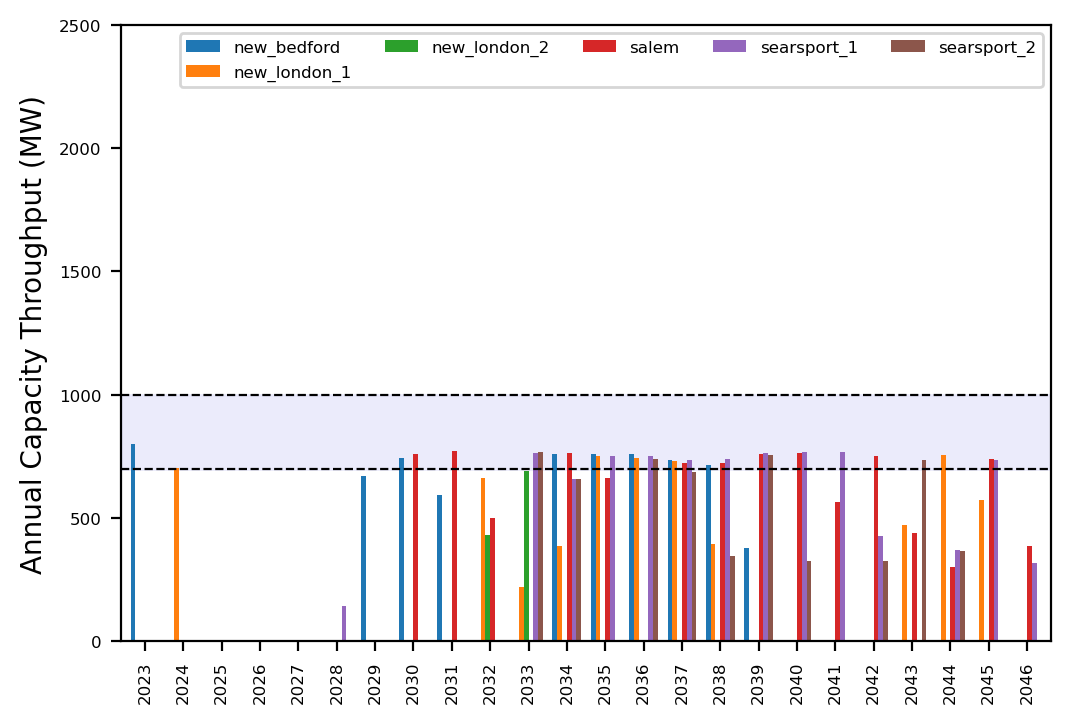 2500
2000
1500
1000
500
0
Annual Capacity Throughput (MW)
new_bedford new_london_2 salem searsport_1 searsport_2
new_london_1
2023 2024 2025 2026 2027 2028 2029 2030 2031 2032 2033 2034 2035 2036 2037 2038 2039 2040 2041 2042 2043 2044 2045 2046